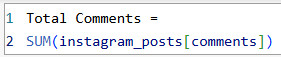 1 Total Comments =
2 SUM(instagram_posts[comments])